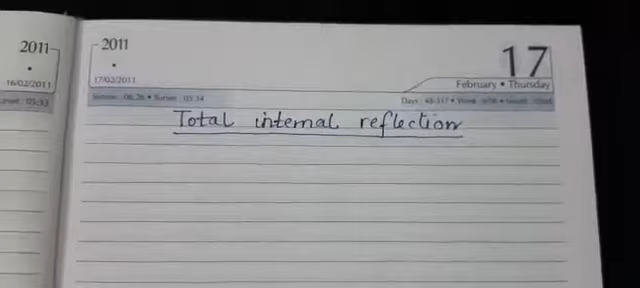 2011
16/02/2011
2011
17/02/2011
17
February • Thursday
Total internal reflection